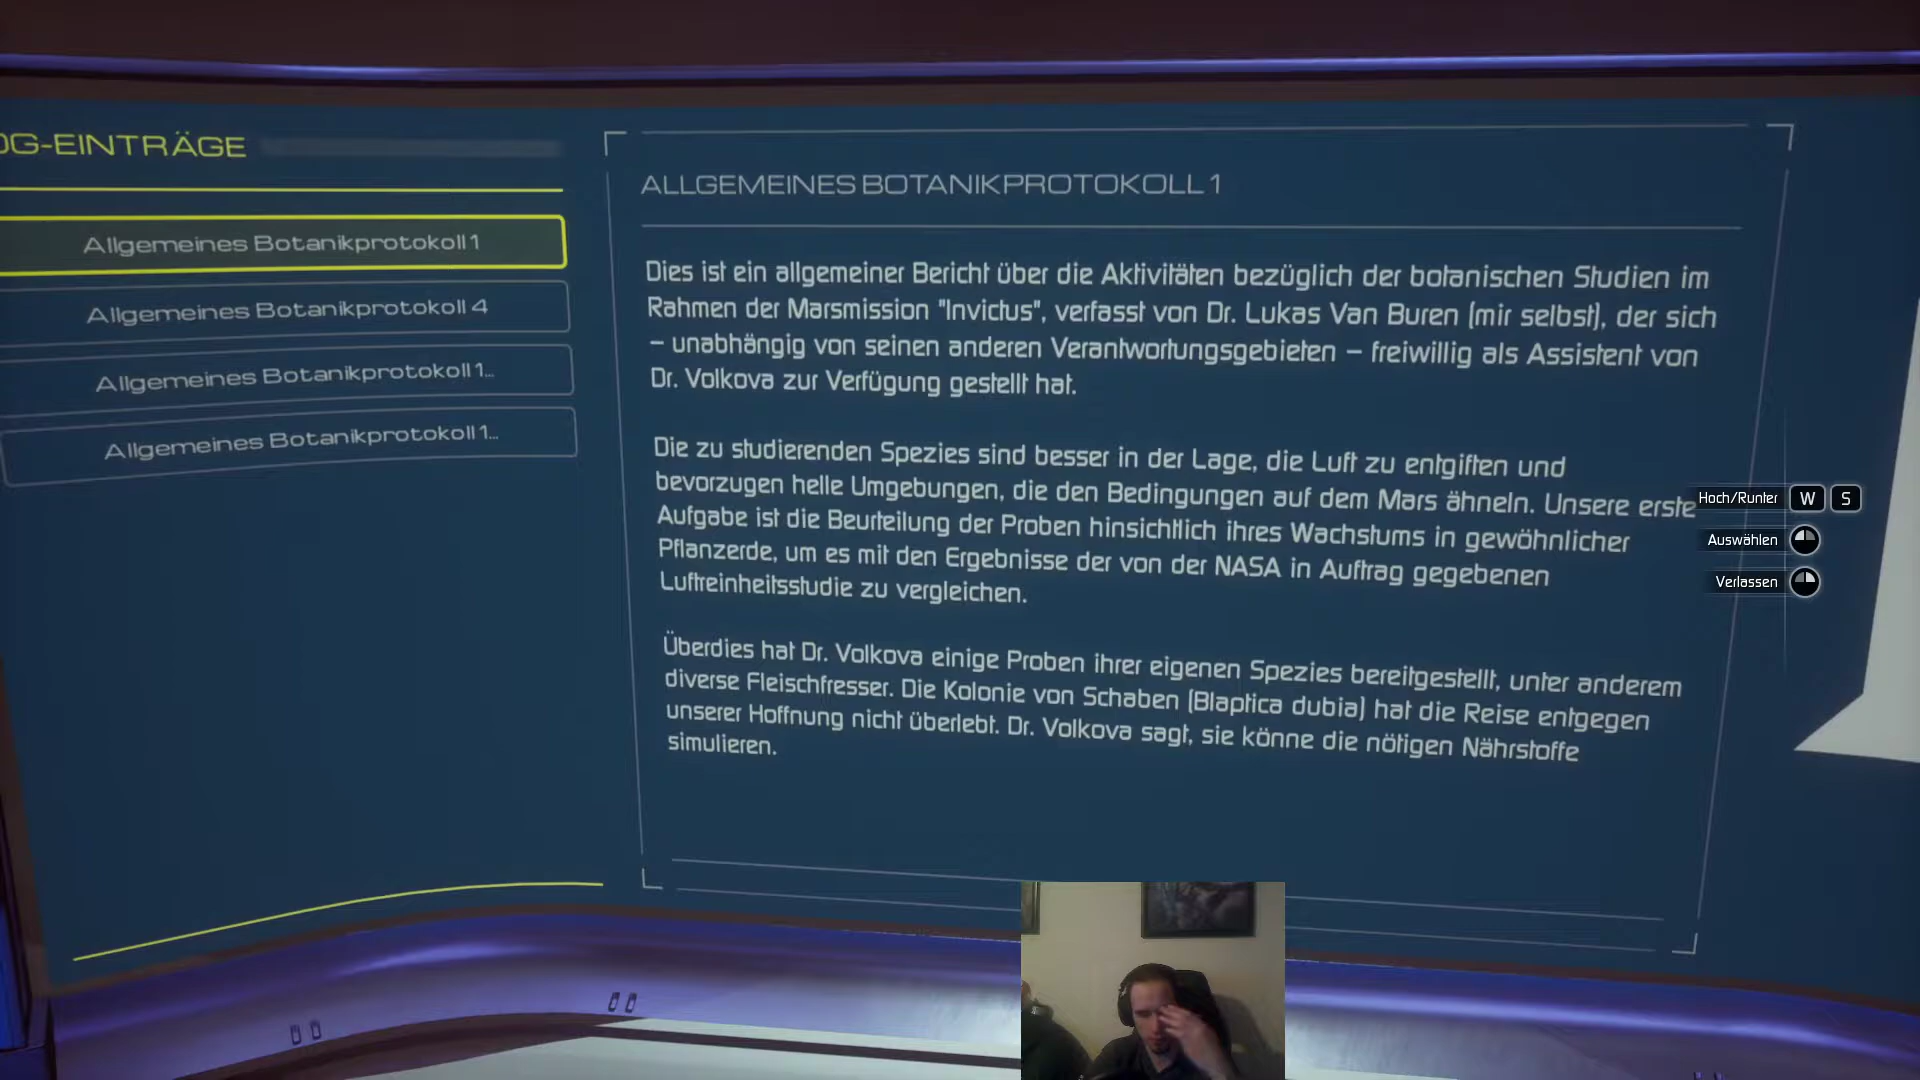 OG-EINTRÄGE
Allgemeines Botanikprotokoll 1
Allgemeines Botanikprotokoll 4
Allgemeines Botanikprotokoll 1...
Allgemeines Botanikprotokoll 1...
ALLGEMEINES BOTANIKPROTOKOLL 1
Dies ist ein allgemeiner Bericht über die Aktivitäten bezüglich der botanischen Studien im
Rahmen der Marsmission "Invictus", verfasst von Dr. Lukas Van Buren (mir selbst), der sich
– unabhängig von seinen anderen Verantwortungsgebieten – freiwillig als Assistent von
Dr. Volkova zur Verfügung gestellt hat.
Die zu studierenden Spezies sind besser in der Lage, die Luft zu entgiften und
bevorzugen helle Umgebungen, die den Bedingungen auf dem Mars ähneln. Unsere erste
Aufgabe ist die Beurteilung der Proben hinsichtlich ihres Wachstums in gewöhnlicher
Pflanzerde, um es mit den Ergebnisse der von der NASA in Auftrag gegebenen
Luftreinheitsstudie zu vergleichen.
Überdies hat Dr. Volkova einige Proben ihrer eigenen Spezies bereitgestellt, unter anderem
diverse Fleischfresser. Die Kolonie von Schaben (Blaptica dubia) hat die Reise entgegen
unserer Hoffnung nicht überlebt. Dr. Volkova sagt, sie könne die nötigen Nährstoffe
simulieren.
Hoch/Runter W S
Auswählen
Verlassen